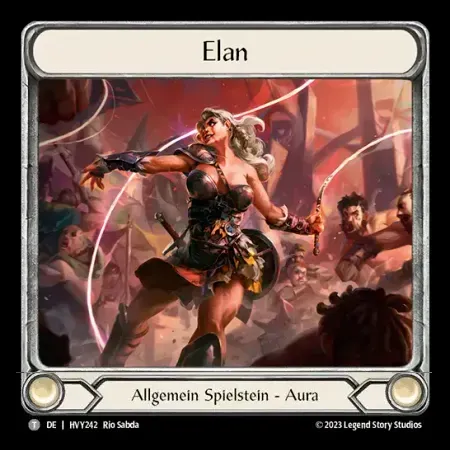 Elan
Allgemein Spielstein - Aura
T DE | HVY242 Rio Sabda © 2023 Legend Story Studios